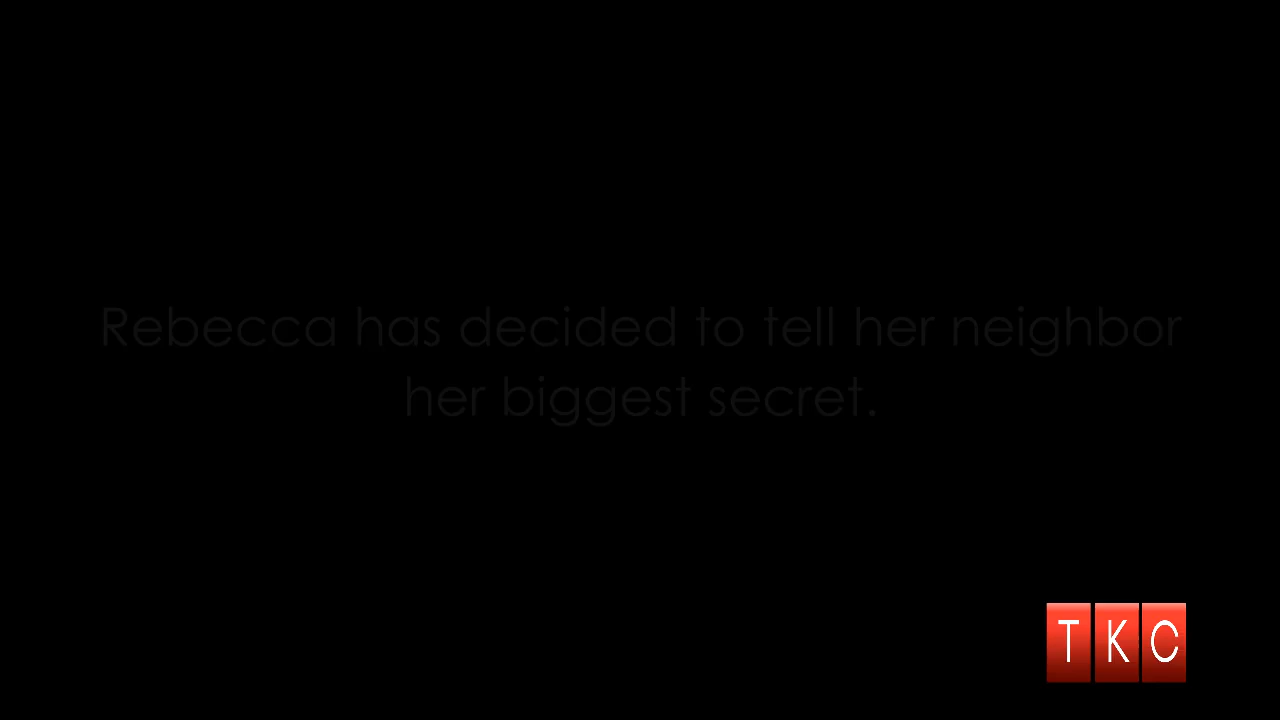 Rebecca has decided to tell her neighbor
her biggest secret.
TKC